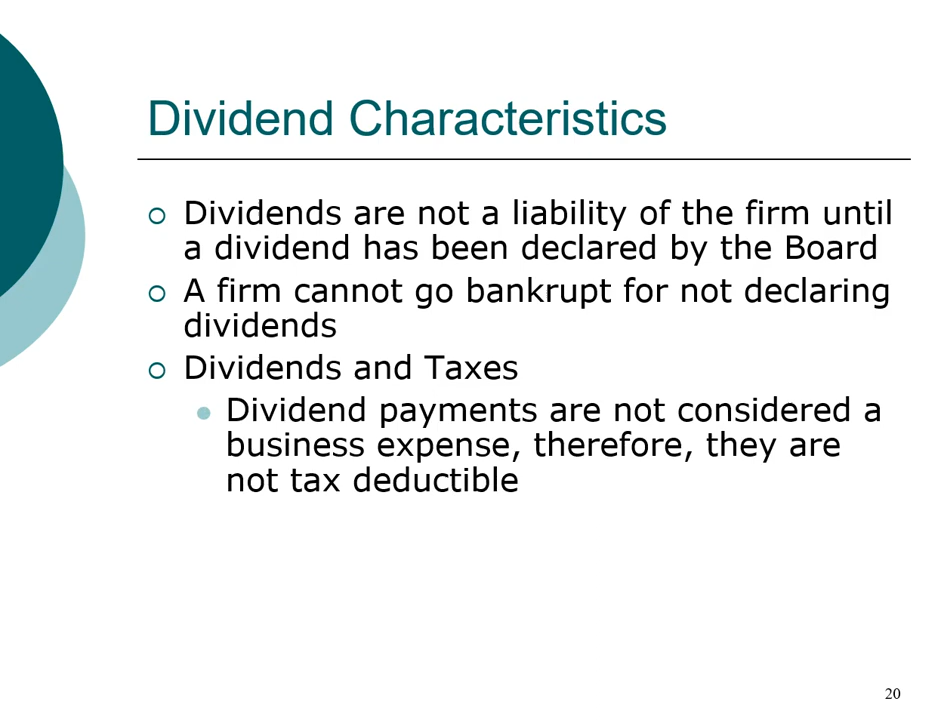 Dividend Characteristics
Dividends are not a liability of the firm until
a dividend has been declared by the Board
A firm cannot go bankrupt for not declaring
dividends
Dividends and Taxes
Dividend payments are not considered a
business expense, therefore, they are
not tax deductible
20